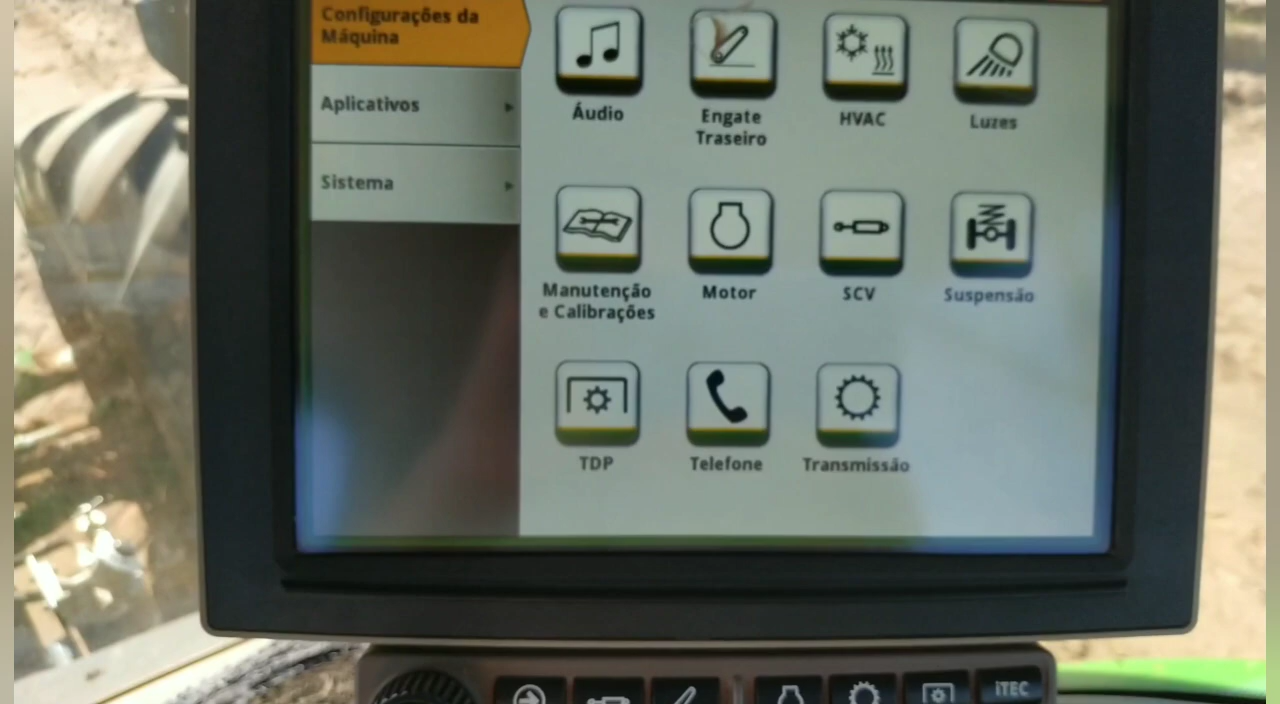 Configurações da
Máquina
Aplicativos
Sistema
Áudio
Engate
Traseiro
HVAC
Luzes
Manutenção
e Calibrações
Motor
SCV
Suspensão
TDP
Telefone
Transmissão
iTEC